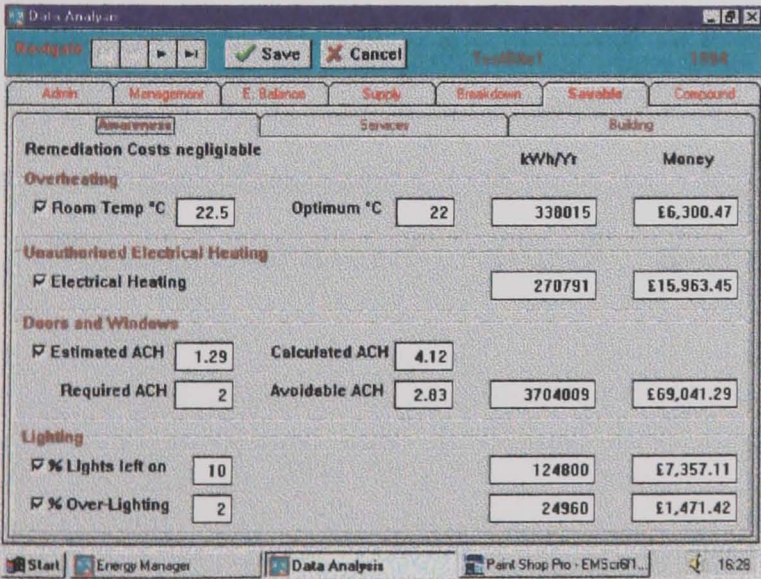 Data Analysis
Navigate Save Cancel TestSite1 1994
Admin Management E. Balance Supply Breakdown Savable Compound
Awareness Services Building
Remediation Costs negligiable kWh/Yr Money
Overheating
Room Temp °C 22.5 Optimum °C 22 338015 £6,300.47
Unauthorised Electrical Heating
Electrical Heating 270791 £15,963.45
Doors and Windows
Estimated ACH 1.29 Calculated ACH 4.12
Required ACH 2 Avoidable ACH 2.83 3704009 £69,041.29
Lighting
% Lights left on 10 124800 £7,357.11
% Over-Lighting 2 24960 £1,471.42
Start Energy Manager Data Analysis Paint Shop Pro - EMScr6/1... 16:28